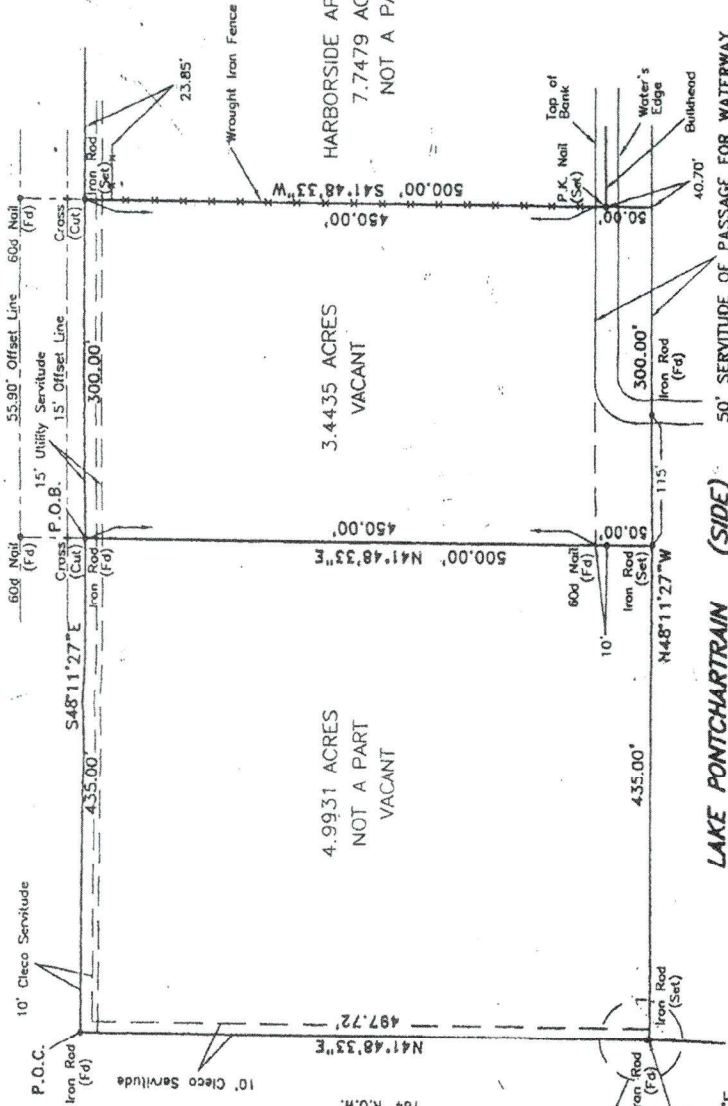 60d Nail
(Fd)
55.90' Offset Line
60d Nail
(Fd)
Cross
(Cut)
15' Offset Line
Cross
(Cut)
15' Utility Servitude
P.O.B.
10' Cleco Servitude
P.O.C.
Iron Rod
(Fd)
435.00'
S48°11'27"E
Iron Rod
(Fd)
300.00'
Iron Rod
(Set)
23.85'
Wrought Iron Fence
HARBORSIDE
7.7479
NOT A
10' Cleco Servitude
N41°48'33"E
497.72'
4.9931 ACRES
NOT A PART
VACANT
N41°48'33"E
500.00'
450.00'
3.4435 ACRES
VACANT
450.00'
500.00' S41°48'33"W
P.K. Nail
(Set)
Top of
Bank
Water's
Edge
Bulkhead
60d Nail
(Fd)
10'
50.00'
Iron Rod
(Set)
50.00'
40.70'
Iron Rod
(Fd)
Iron Rod
(Set)
435.00'
N48°11'27"W
115'
300.00'
Iron Rod
(Fd)
LAKE PONTCHARTRAIN (SIDE)
50' SERVITUDE OF PASSAGE FOR WATERWAY